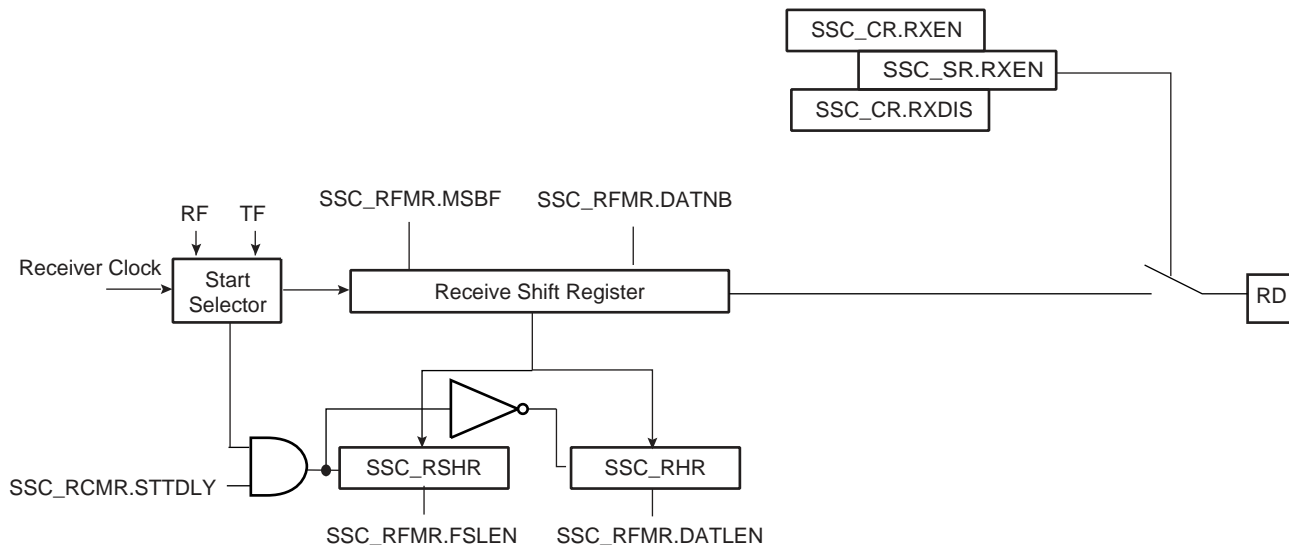 SSC_CR.RXEN
SSC_SR.RXEN
SSC_CR.RXDIS
SSC_RFMR.MSBF
SSC_RFMR.DATNB
RF
TF
Receiver Clock
Start
Selector
Receive Shift Register
RD
SSC_RSHR
SSC_RHR
SSC_RCMR.STTDLY
SSC_RFMR.FSLEN
SSC_RFMR.DATLEN